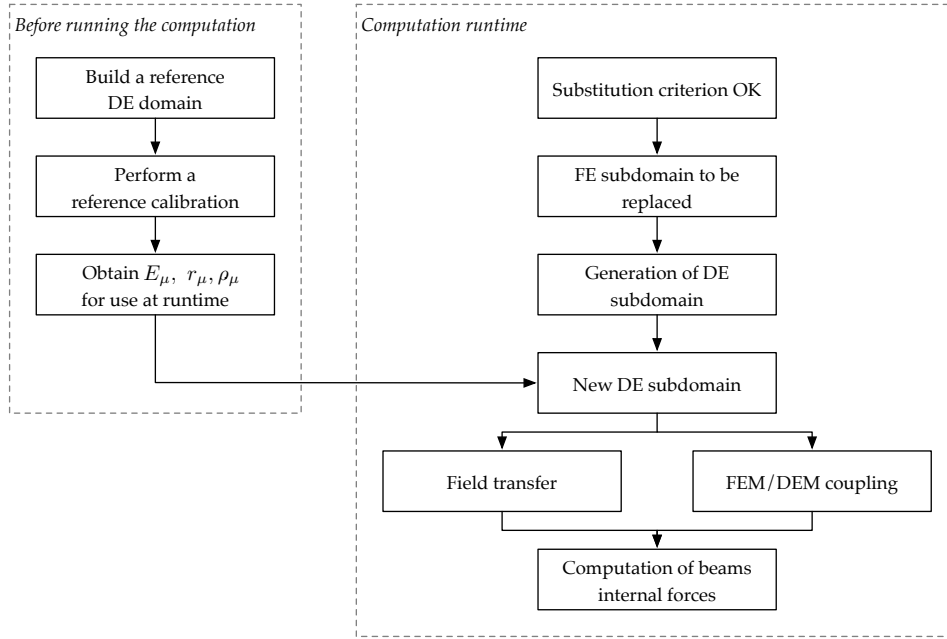 Before running the computation
Build a reference
DE domain
Perform a
reference calibration
Obtain E_μ, r_μ, ρ_μ
for use at runtime
Computation runtime
Substitution criterion OK
FE subdomain to be
replaced
Generation of DE
subdomain
New DE subdomain
Field transfer
FEM/DEM coupling
Computation of beams
internal forces